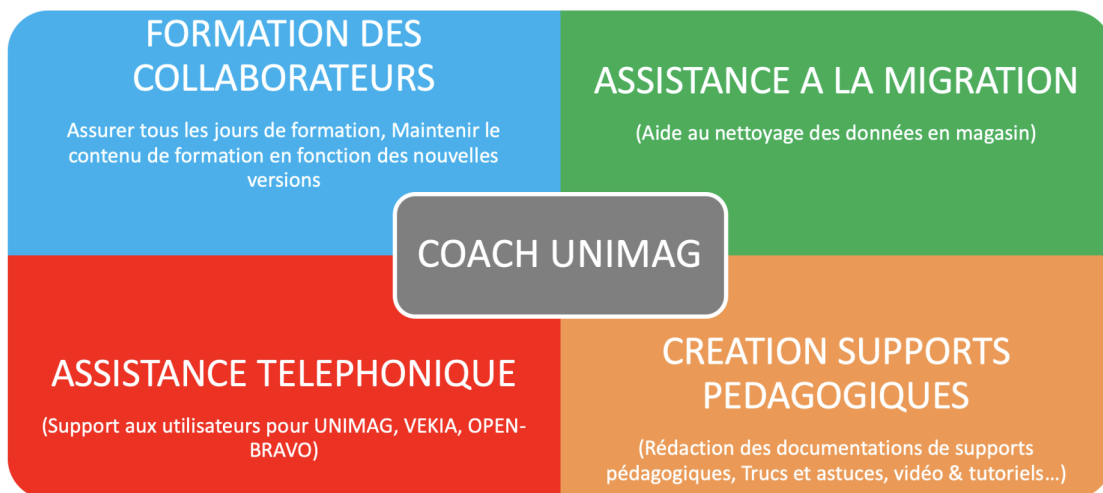 FORMATION DES
COLLABORATEURS
Assurer tous les jours de formation, Maintenir le
contenu de formation en fonction des nouvelles
versions
ASSISTANCE A LA MIGRATION
(Aide au nettoyage des données en magasin)
COACH UNIMAG
ASSISTANCE TELEPHONIQUE
(Support aux utilisateurs pour UNIMAG, VEKIA, OPEN-
BRAVO)
CREATION SUPPORTS
PEDAGOGIQUES
(Rédaction des documentations de supports
pédagogiques, Trucs et astuces, vidéo & tutoriels...)